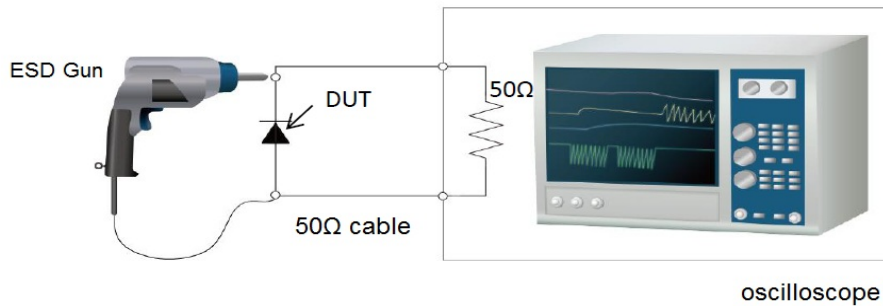 ESD Gun
DUT
50Ω
50Ω cable
oscilloscope